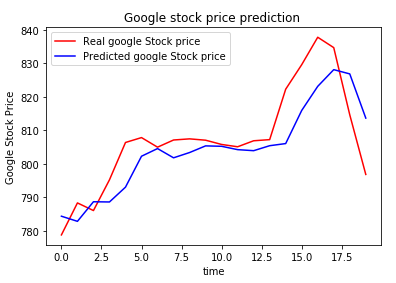 Google stock price prediction
Real google Stock price
Predicted google Stock price
Google Stock Price
840
830
820
810
800
790
780
0.0 2.5 5.0 7.5 10.0 12.5 15.0 17.5
time